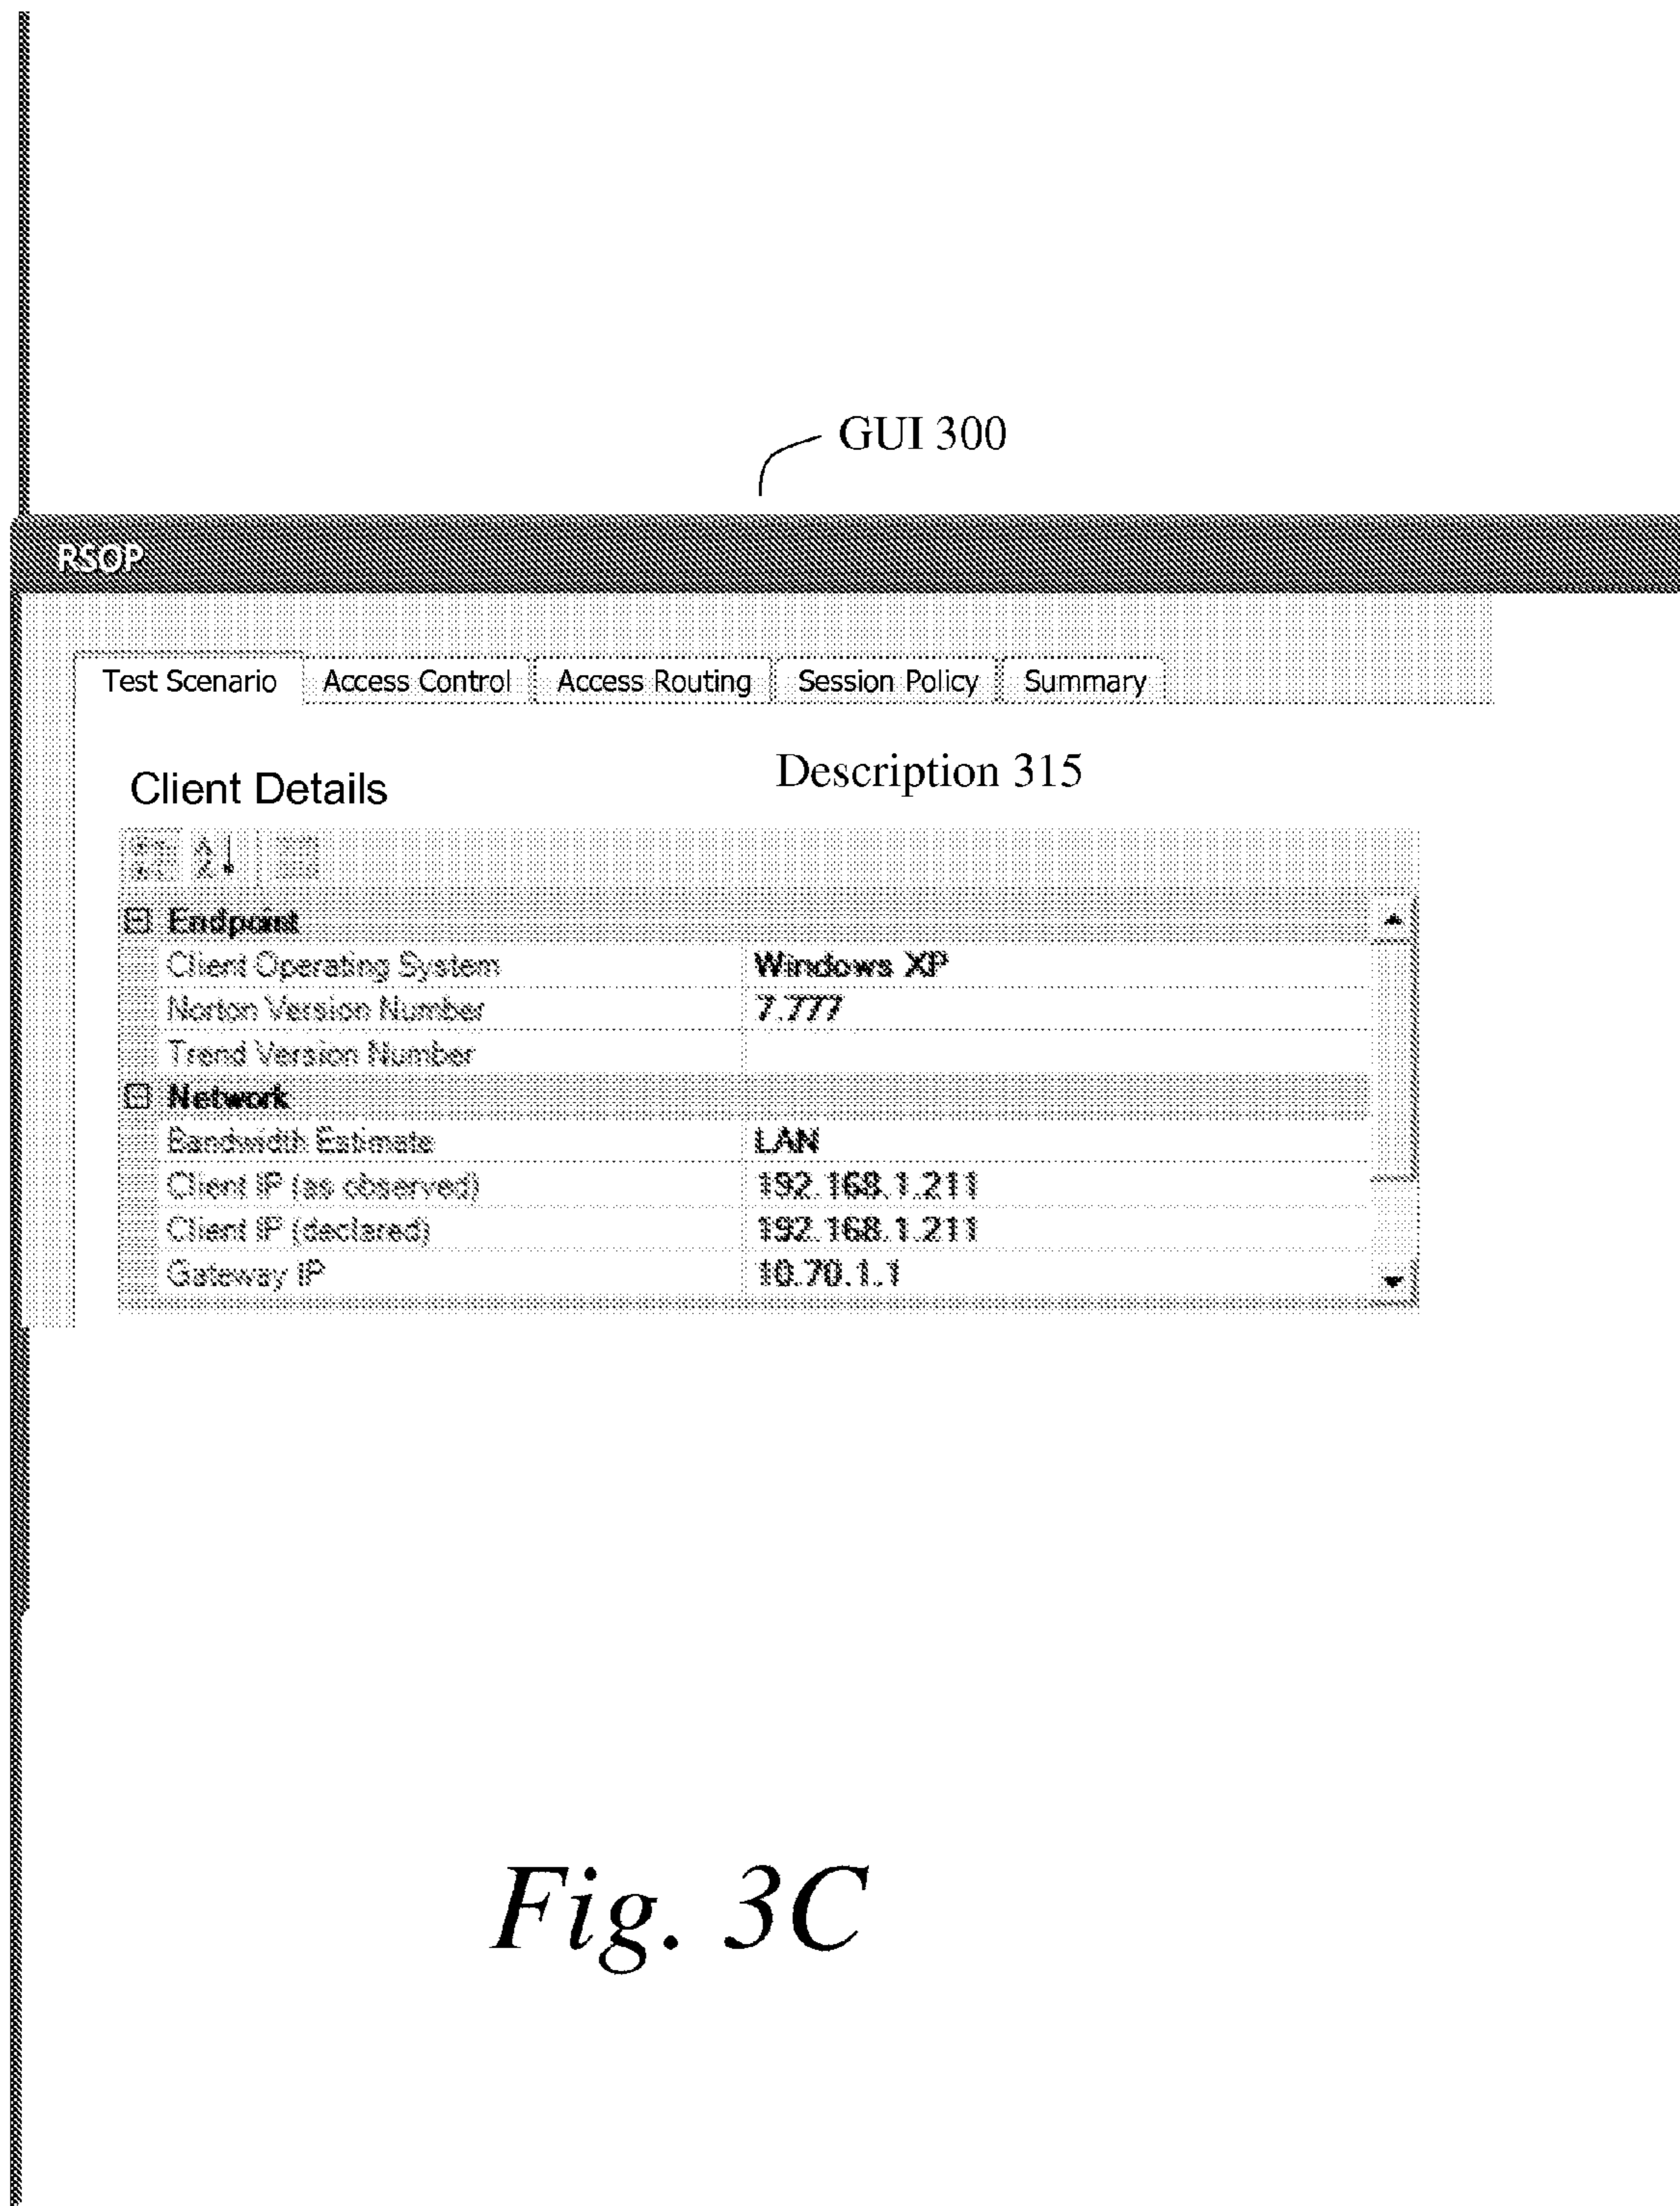 GUI 300
RSOP
Test Scenario Access Control Access Routing Session Policy Summary
Description 315
Client Details
Endpoint
Client Operating System Windows XP
Norton Version Number 7.777
Trend Version Number
Network
Bandwidth Estimate LAN
Client IP (as observed) 192.168.1.211
Client IP (declared) 192.168.1.211
Gateway IP 10.70.1.1
Fig. 3C